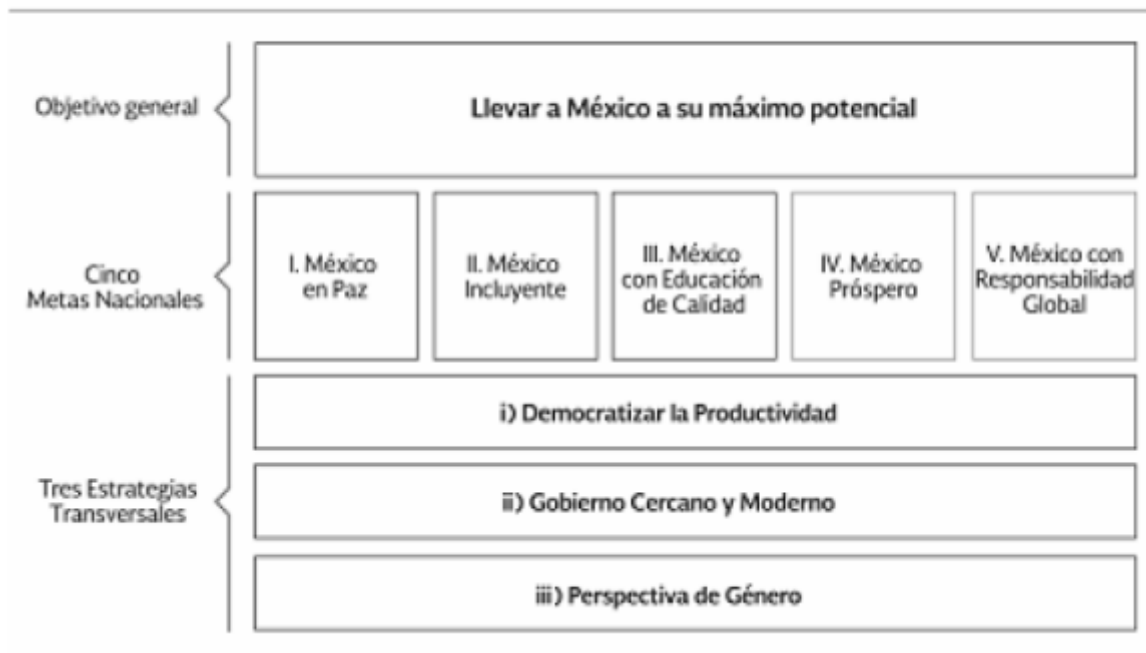 Objetivo general
Llevar a México a su máximo potencial
Cinco
Metas Nacionales
I. México
en Paz
II. México
Incluyente
III. México
con Educación
de Calidad
IV. México
Próspero
V. México con
Responsabilidad
Global
Tres Estrategias
Transversales
i) Democratizar la Productividad
ii) Gobierno Cercano y Moderno
iii) Perspectiva de Género